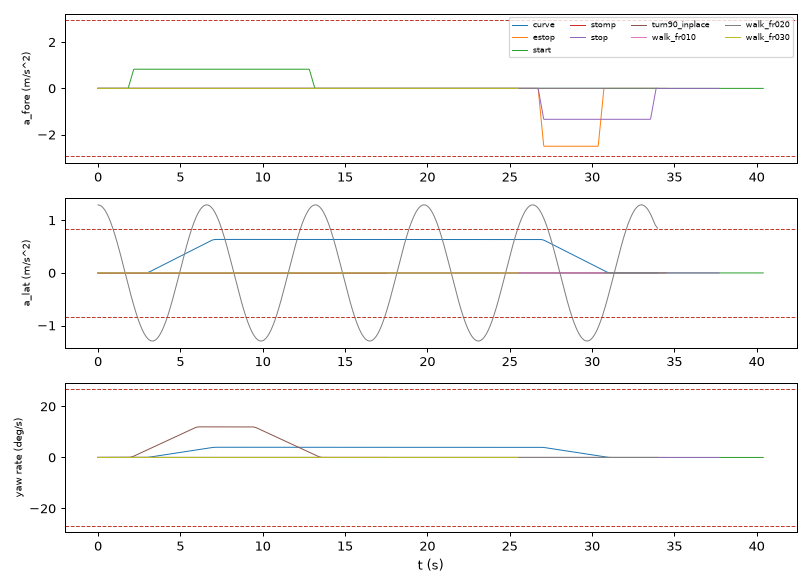 curve stomp turn90_inplace walk_fr020
estop stop walk_fr010 walk_fr030
start
a_fore (m/s^2)
2
0
−2
0 5 10 15 20 25 30 35 40
a_lat (m/s^2)
1
0
−1
0 5 10 15 20 25 30 35 40
yaw rate (deg/s)
20
0
−20
0 5 10 15 20 25 30 35 40
t (s)